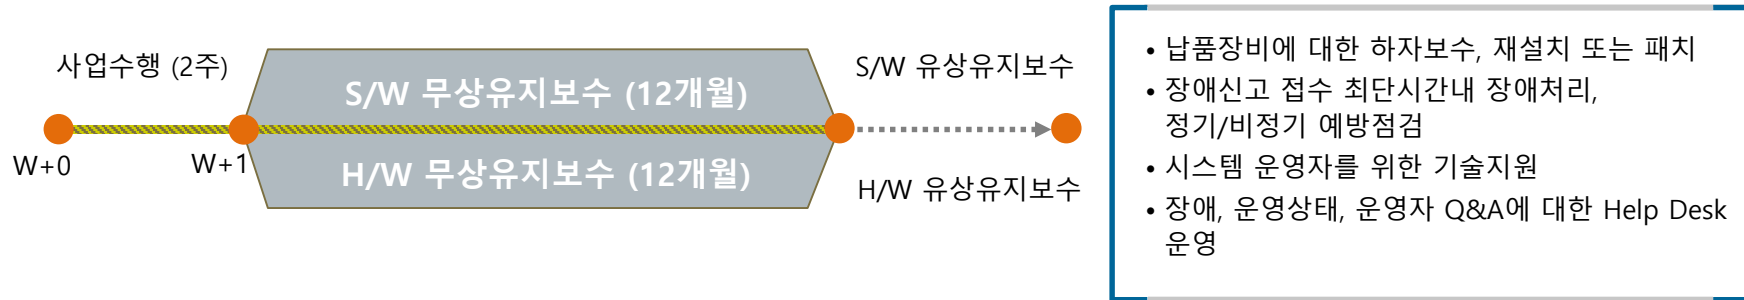 사업수행 (2주)
W+0
W+1
S/W 무상유지보수 (12개월)
H/W 무상유지보수 (12개월)
S/W 유상유지보수
H/W 유상유지보수
• 납품장비에 대한 하자보수, 재설치 또는 패치
• 장애신고 접수 최단시간내 장애처리,
정기/비정기 예방점검
• 시스템 운영자를 위한 기술지원
• 장애, 운영상태, 운영자 Q&A에 대한 Help Desk
운영